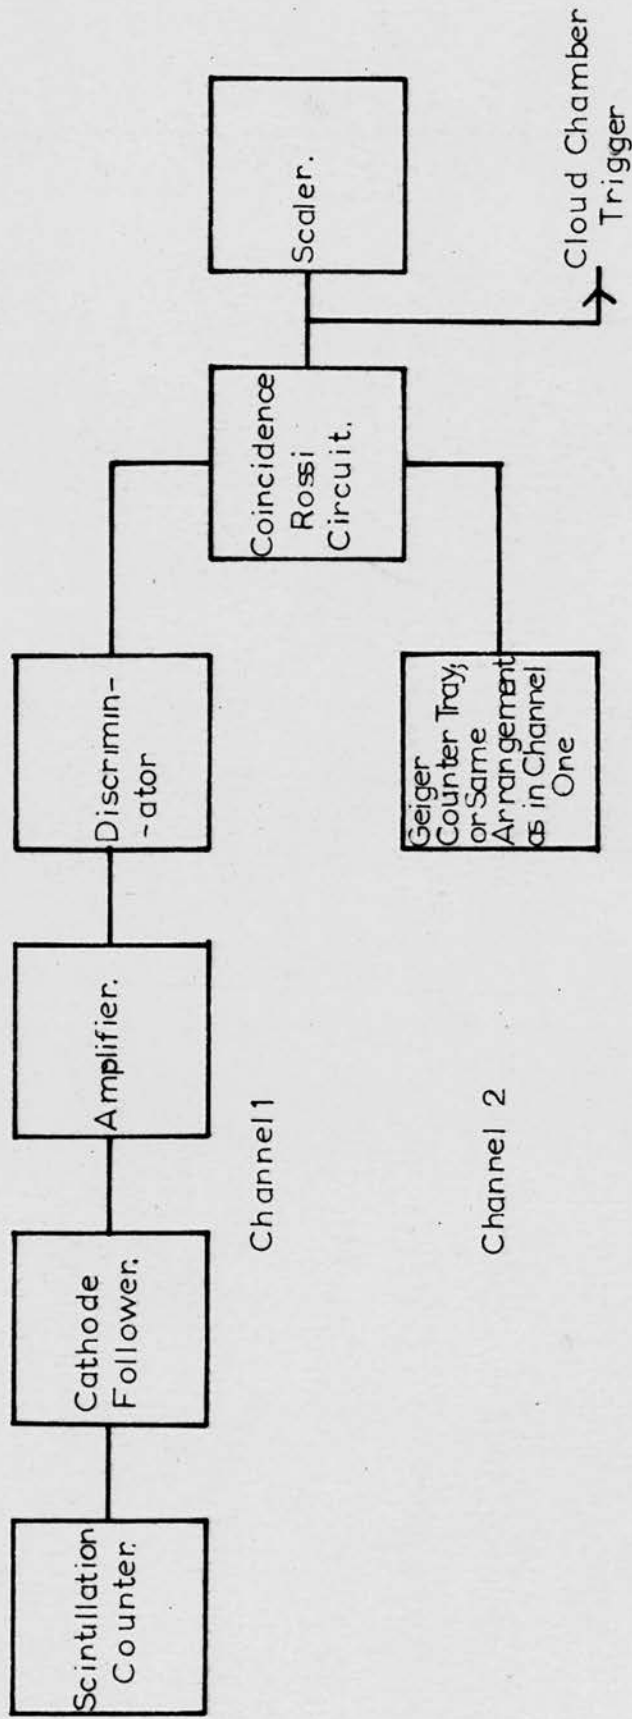 Scintillation
Counter.
Cathode
Follower.
Amplifier.
Discrimin-
-ator
Channel 1
Coincidence
Rossi
Circuit.
Scaler.
Geiger
Counter Tray,
or Same
Arrangement
as in Channel
One
Channel 2
Cloud Chamber
Trigger